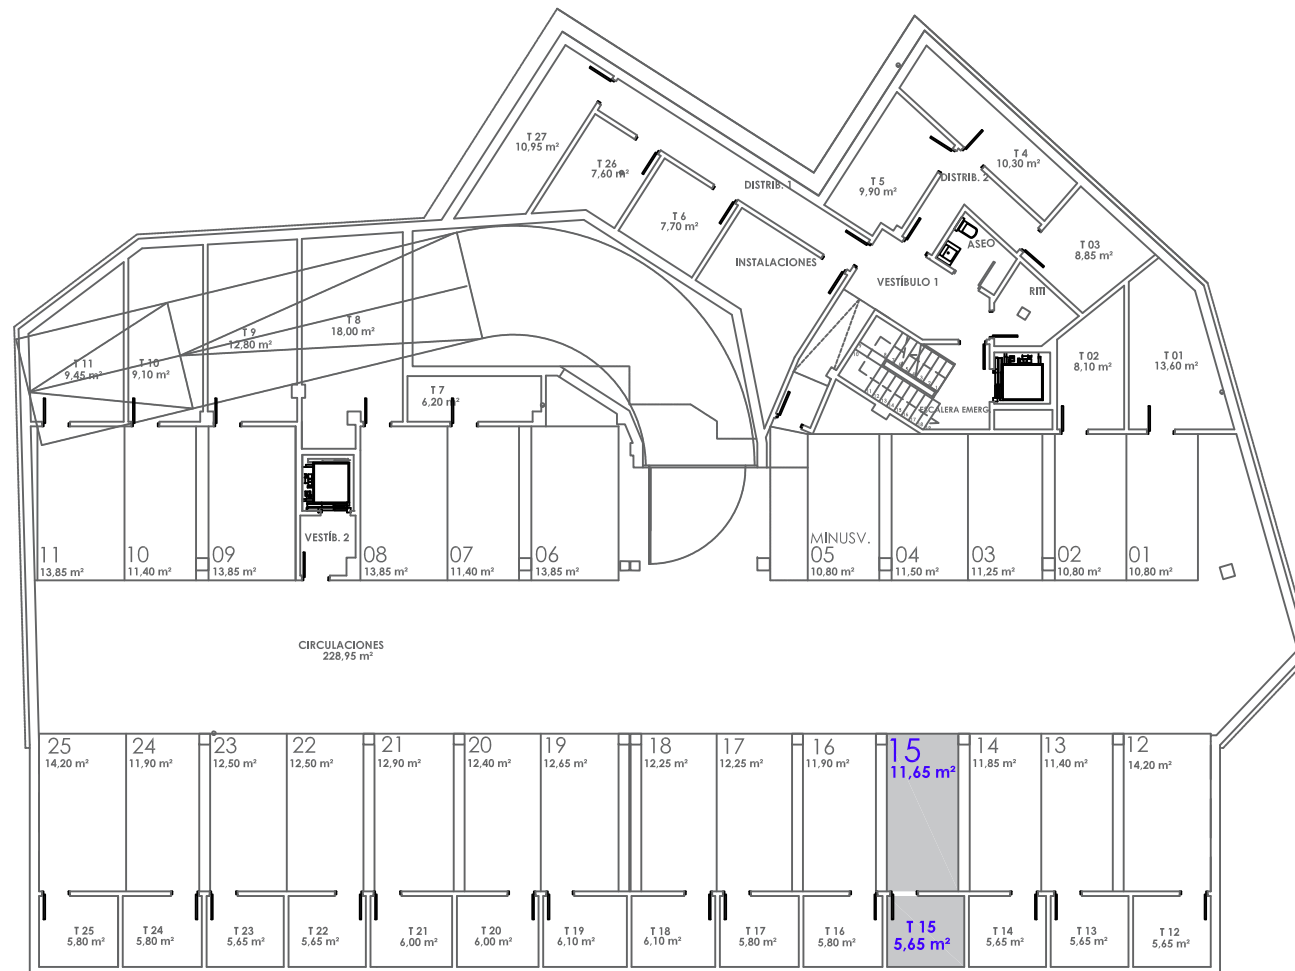 T 27
10,95 m²
T 26
7,60 m²
T 6
7,70 m²
DISTRIB. 1
T 5
9,90 m²
DISTRIB. 2
T 4
10,30 m²
T 03
8,85 m²
ASEO
INSTALACIONES
VESTÍBULO 1
RITI
T 02
8,10 m²
T 01
13,60 m²
ESCALERA EMERG
T 11
9,45 m²
T 10
9,10 m²
T 9
12,80 m²
T 8
18,00 m²
T 7
6,20 m²
VESTÍB. 2
11
13,85 m²
10
11,40 m²
09
13,85 m²
08
13,85 m²
07
11,40 m²
06
13,85 m²
MINUSV.
05
10,80 m²
04
11,50 m²
03
11,25 m²
02
10,80 m²
01
10,80 m²
CIRCULACIONES
228,95 m²
25
14,20 m²
24
11,90 m²
23
12,50 m²
22
12,50 m²
21
12,90 m²
20
12,40 m²
19
12,65 m²
18
12,25 m²
17
12,25 m²
16
11,90 m²
15
11,65 m²
14
11,85 m²
13
11,40 m²
12
14,20 m²
T 25
5,80 m²
T 24
5,80 m²
T 23
5,65 m²
T 22
5,65 m²
T 21
6,00 m²
T 20
6,00 m²
T 19
6,10 m²
T 18
6,10 m²
T 17
5,80 m²
T 16
5,80 m²
T 15
5,65 m²
T 14
5,65 m²
T 13
5,65 m²
T 12
5,65 m²